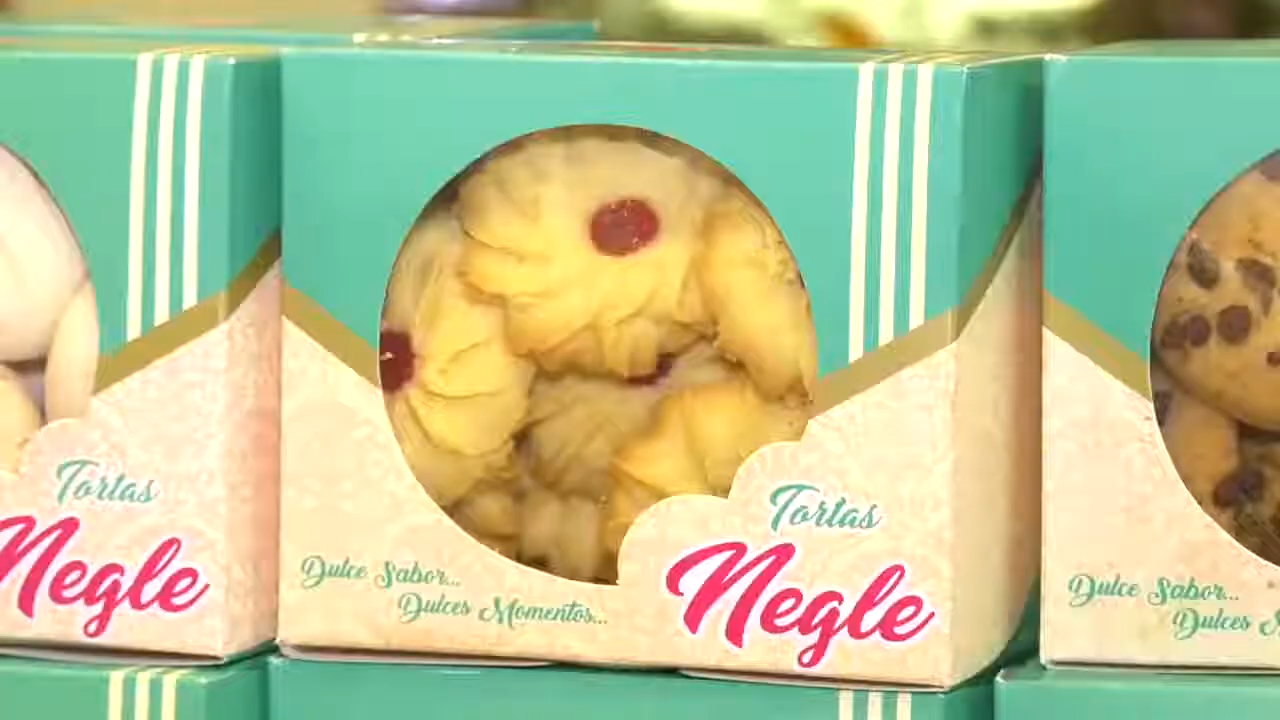 Tortas
Negle
Dulce Sabor...
Dulces Momentos...
Tortas
Negle
Dulce Sabor...
Dulces